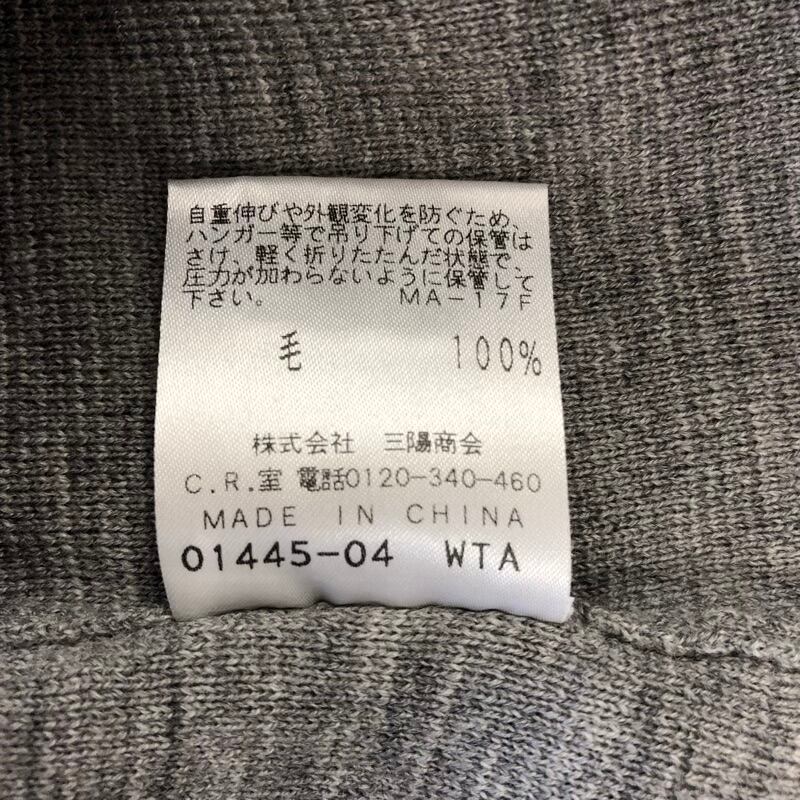 自重伸びや外観変化を防ぐため、
ハンガー等で吊り下げての保管は
さけ、軽く折りたたんだ状態で、
圧力が加わらないように保管して
下さい。 MA-17F
毛 100%
株式会社 三陽商会
C.R.室 電話0120-340-460
MADE IN CHINA
01445-04 WTA